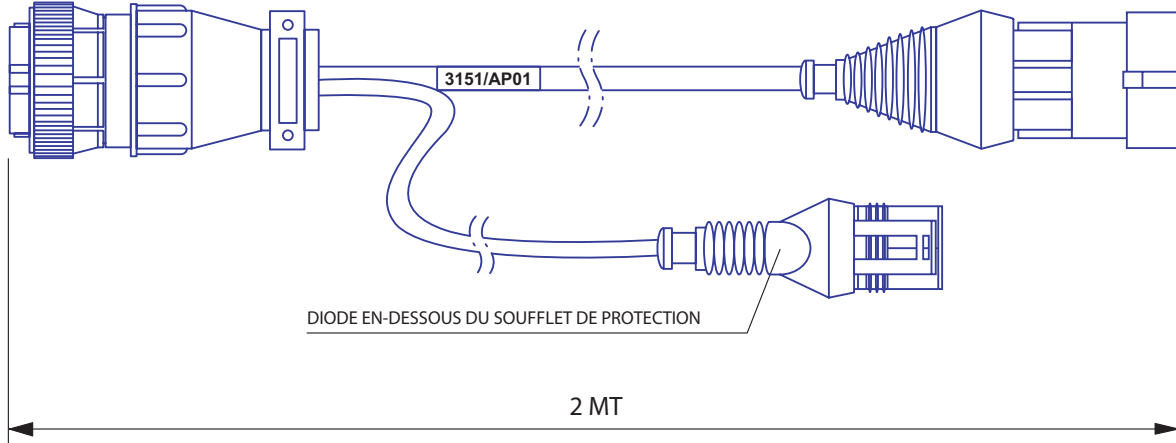 3151/AP01
DIODE EN-DESSOUS DU SOUFFLET DE PROTECTION
2 MT